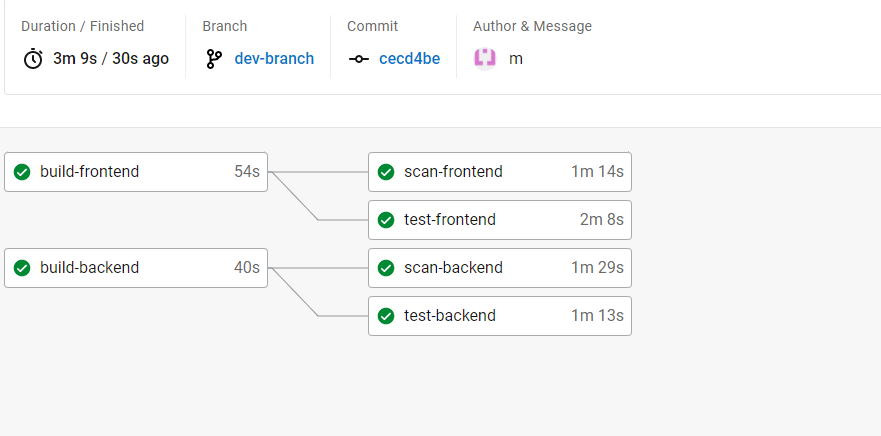 Duration / Finished
Branch
Commit
Author & Message
3m 9s / 30s ago
dev-branch
cecd4be
m
build-frontend 54s
scan-frontend 1m 14s
test-frontend 2m 8s
build-backend 40s
scan-backend 1m 29s
test-backend 1m 13s